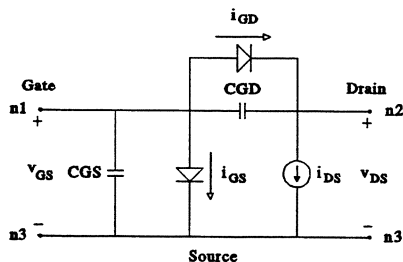 iGD
Gate
CGD
Drain
n1
n2
+
+
vGS
CGS
iGS
iDS
vDS
−
−
n3
n3
Source